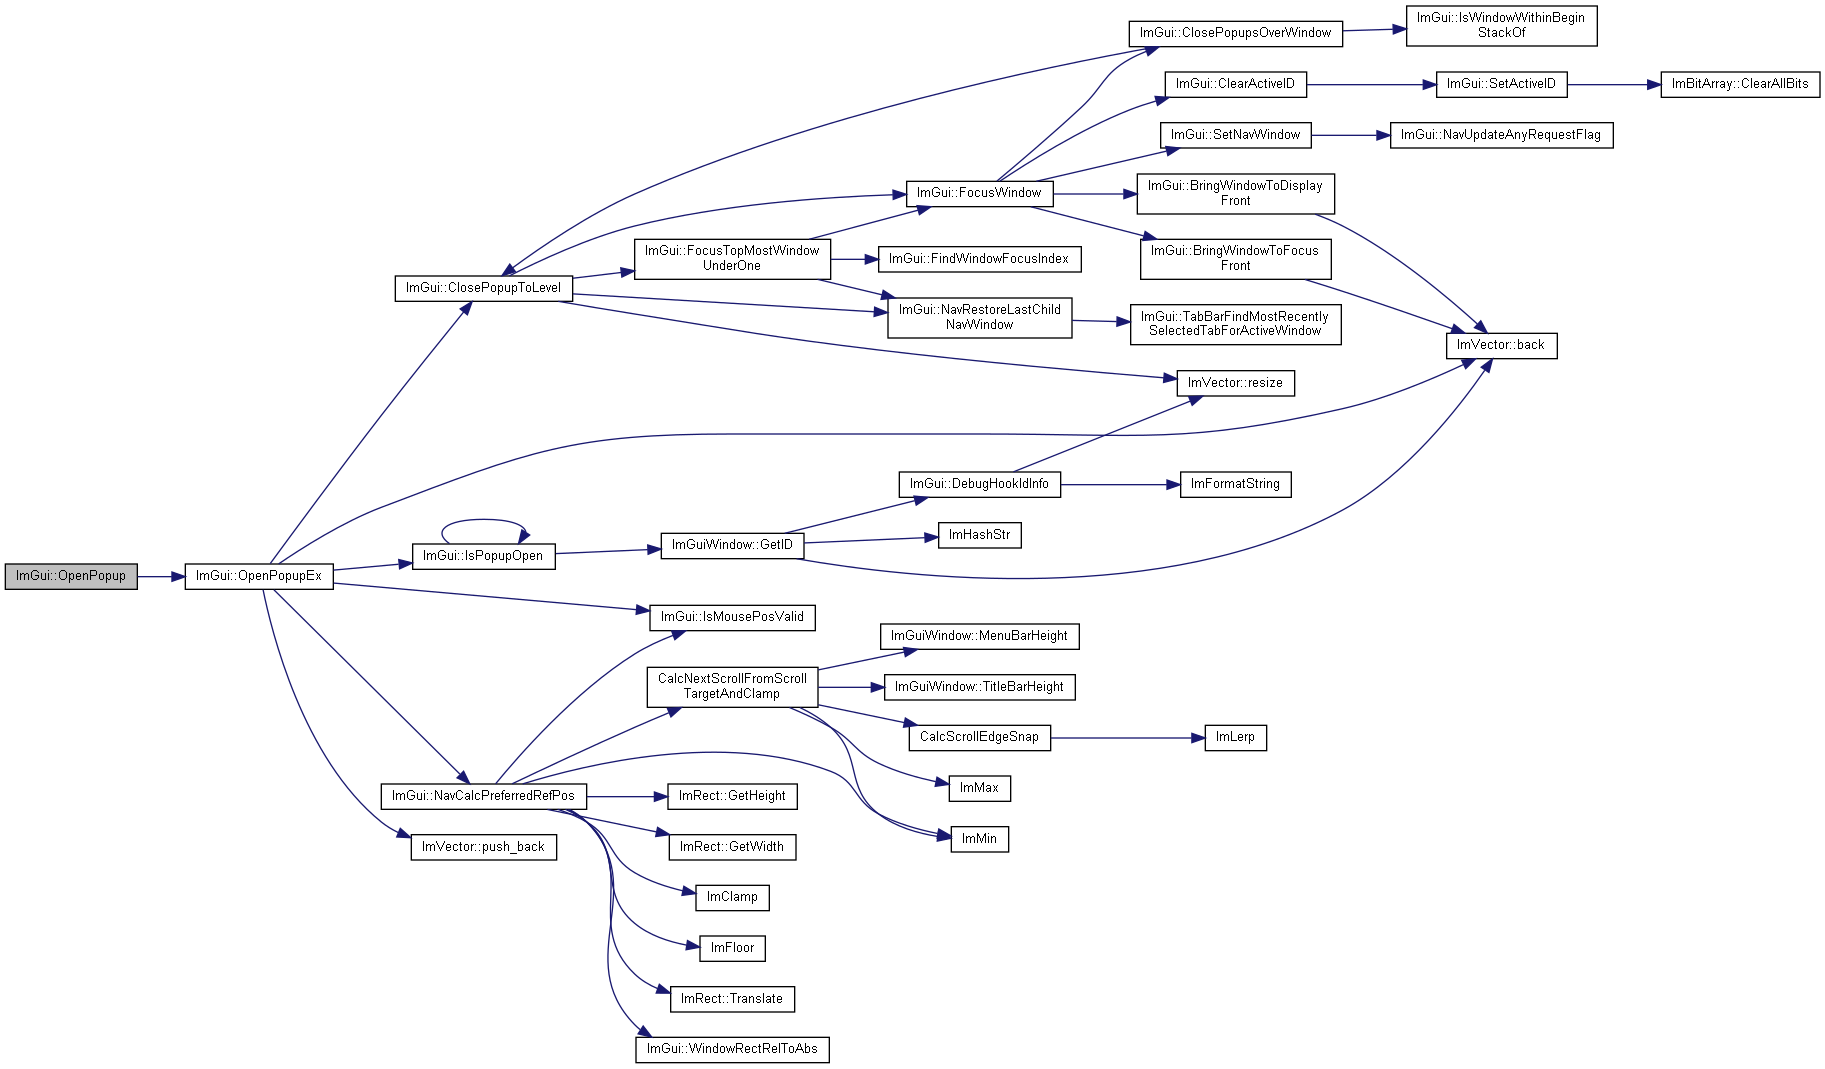 ImGui::OpenPopup
ImGui::OpenPopupEx
ImGui::ClosePopupToLevel
ImGui::IsPopupOpen
ImGui::NavCalcPreferredRefPos
ImVector::push_back
ImGui::FocusTopMostWindow
UnderOne
ImGuiWindow::GetID
ImGui::IsMousePosValid
CalcNextScrollFromScroll
TargetAndClamp
ImRect::GetHeight
ImRect::GetWidth
ImClamp
ImFloor
ImRect::Translate
ImGui::WindowRectRelToAbs
ImGui::FocusWindow
ImGui::FindWindowFocusIndex
ImGui::NavRestoreLastChild
NavWindow
ImGui::DebugHookIdInfo
ImHashStr
ImGuiWindow::MenuBarHeight
ImGuiWindow::TitleBarHeight
CalcScrollEdgeSnap
ImMax
ImMin
ImGui::ClosePopupsOverWindow
ImGui::ClearActiveID
ImGui::SetNavWindow
ImGui::BringWindowToDisplay
Front
ImGui::BringWindowToFocus
Front
ImGui::TabBarFindMostRecently
SelectedTabForActiveWindow
ImVector::resize
ImFormatString
ImLerp
ImGui::IsWindowWithinBegin
StackOf
ImGui::SetActiveID
ImGui::NavUpdateAnyRequestFlag
ImVector::back
ImBitArray::ClearAllBits